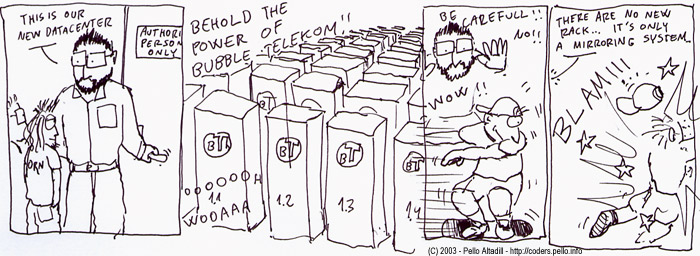 THIS IS OUR
NEW DATACENTER
AUTHORI
PERSON
ONLY
ORN
BEHOLD THE
POWER OF
BUBBLE-TELEKOM!!
BT
BT
BT
BT
OOOOOOH
WOOAAA
1.1
1.2
1.3
1.4
BE CAREFULL!!
NO!!
WOW!!
THERE ARE NO NEW
RACK... IT'S ONLY
A MIRRORING SYSTEM
BLAM!!!
(C) 2003 - Pello Altadill - http://coders.pello.info